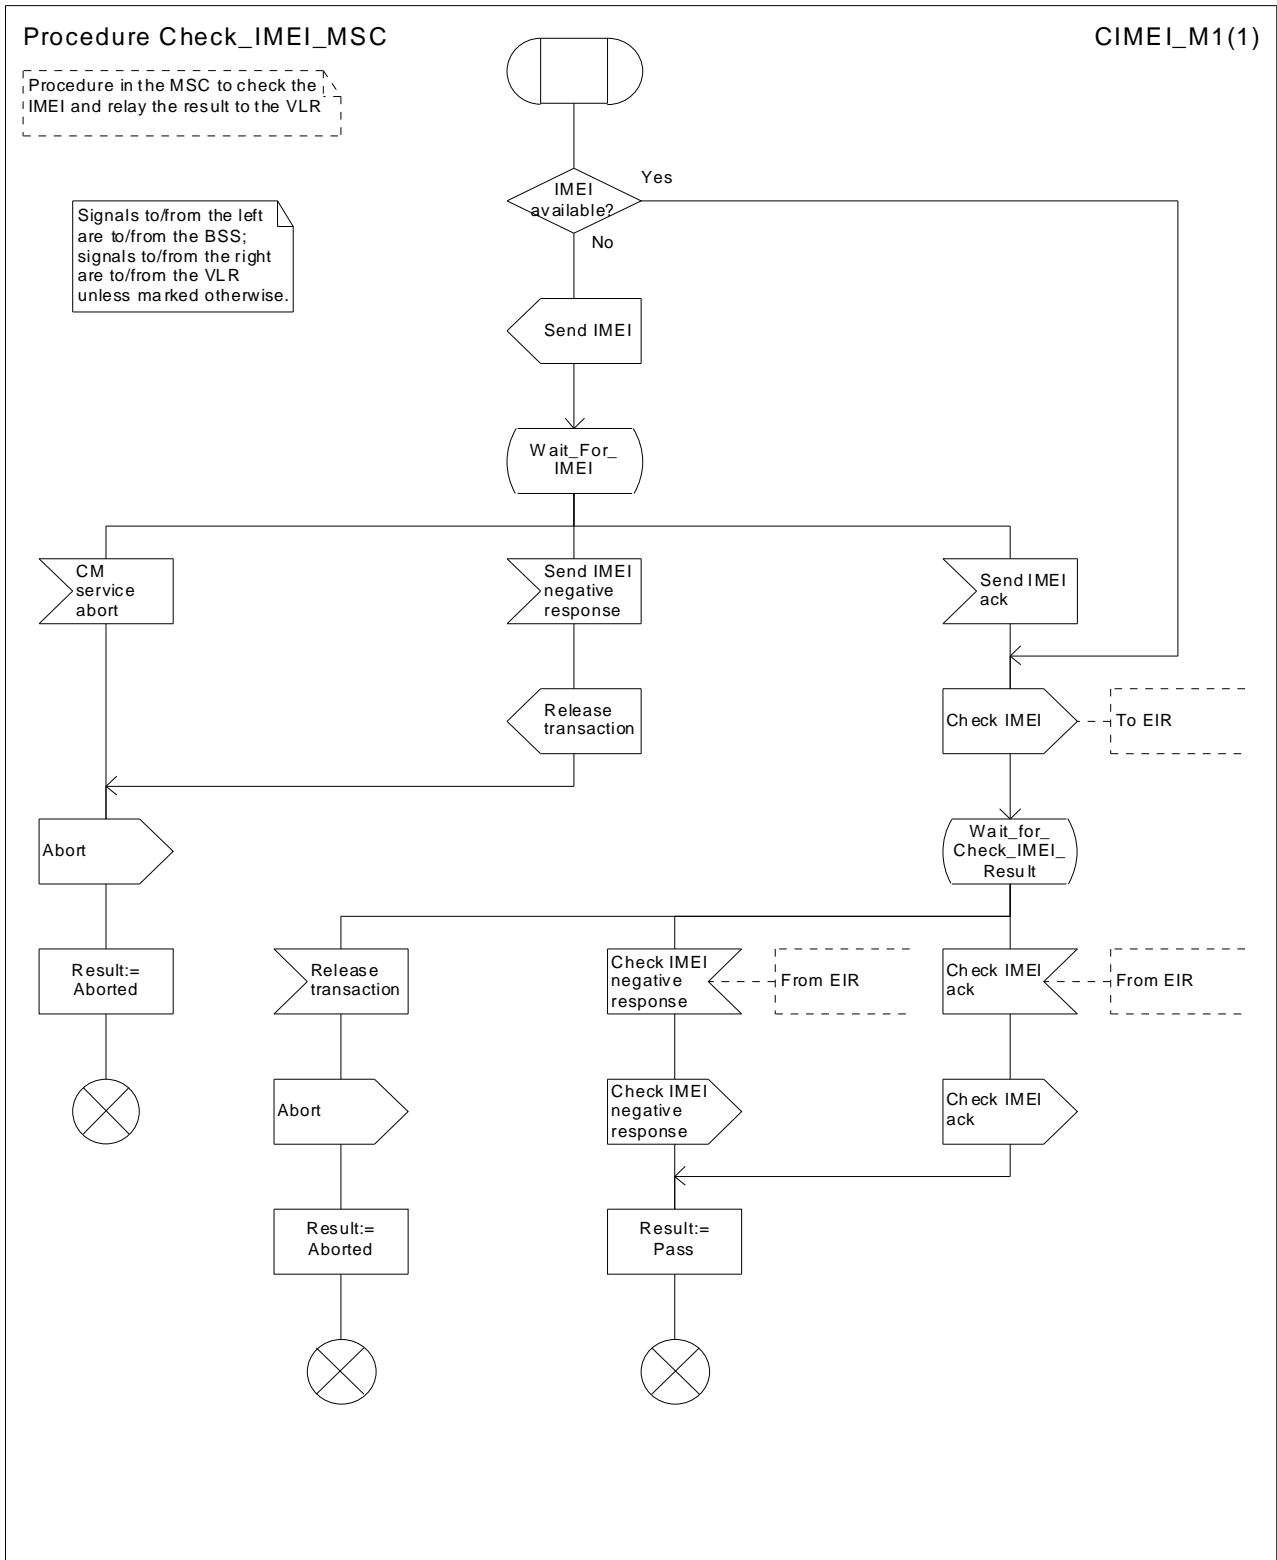 Procedure Check_IMEI_MSC
CIMEI_M1(1)
Procedure in the MSC to check the
IMEI and relay the result to the VLR
Signals to/from the left
are to/from the BSS;
signals to/from the right
are to/from the VLR
unless marked otherwise.
IMEI
available?
Yes
No
Send IMEI
Wait_For_
IMEI
CM
service
abort
Send IMEI
negative
response
Send IMEI
ack
Release
transaction
Check IMEI
To EIR
Abort
Wait_for_
Check_IMEI_
Result
Result:=
Aborted
Release
transaction
Check IMEI
negative
response
From EIR
Check IMEI
ack
From EIR
Abort
Check IMEI
negative
response
Check IMEI
ack
Result:=
Aborted
Result:=
Pass